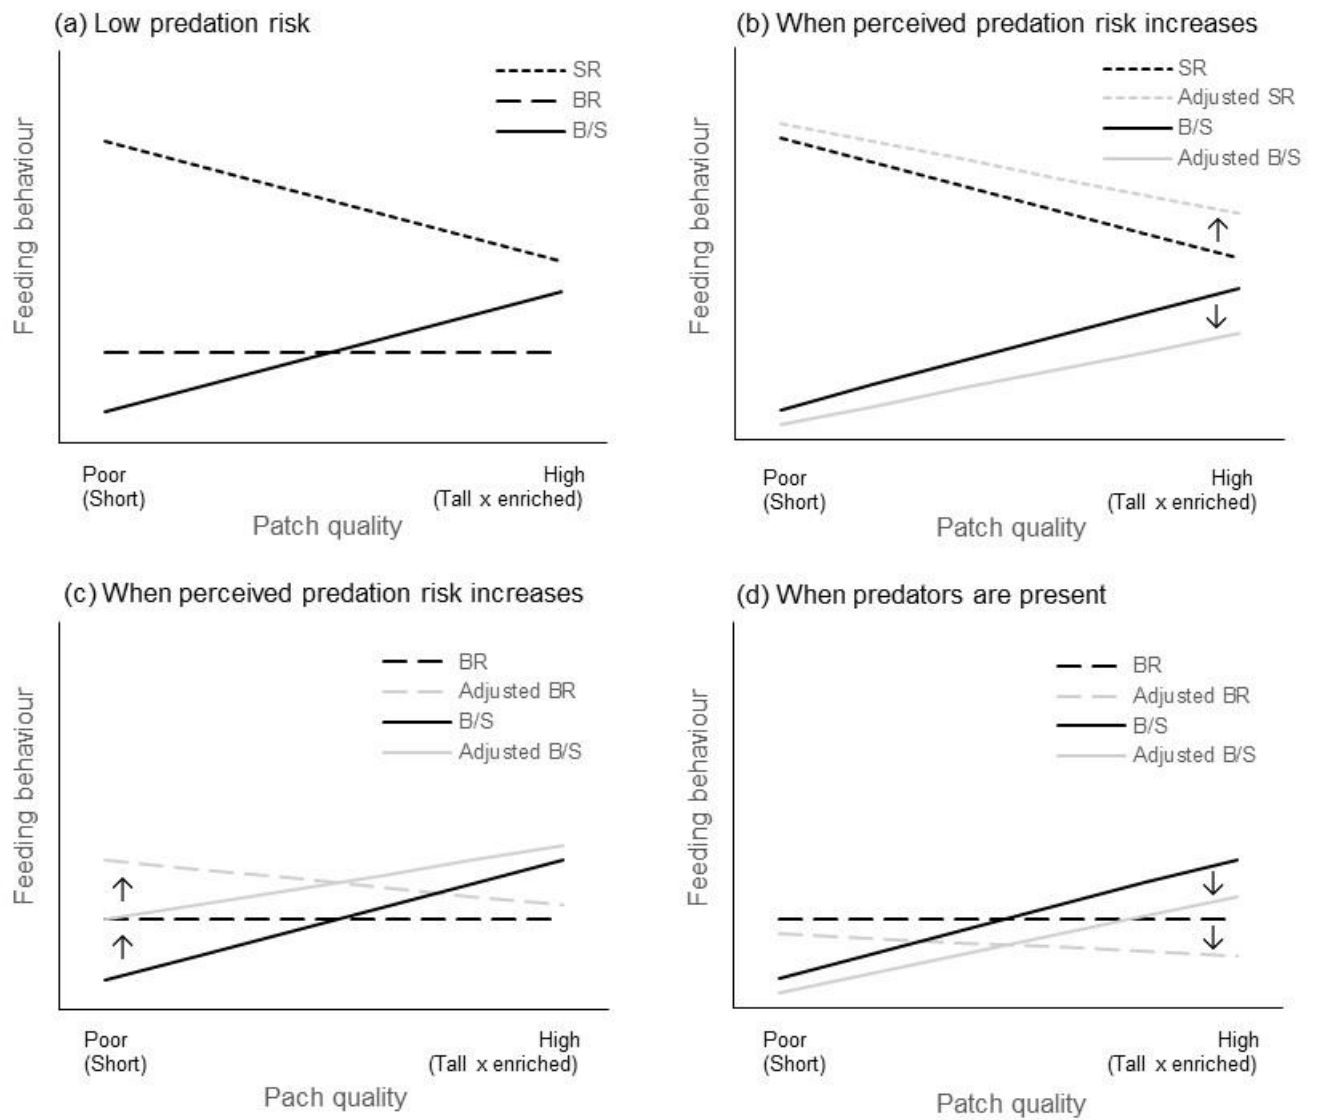 (a) Low predation risk
SR
BR
B/S
Feeding behaviour
Poor
(Short)
High
(Tall x enriched)
Patch quality
(b) When perceived predation risk increases
SR
Adjusted SR
B/S
Adjusted B/S
Feeding behaviour
Poor
(Short)
High
(Tall x enriched)
Patch quality
(c) When perceived predation risk increases
BR
Adjusted BR
B/S
Adjusted B/S
Feeding behaviour
Poor
(Short)
High
(Tall x enriched)
Pach quality
(d) When predators are present
BR
Adjusted BR
B/S
Adjusted B/S
Feeding behaviour
Poor
(Short)
High
(Tall x enriched)
Patch quality